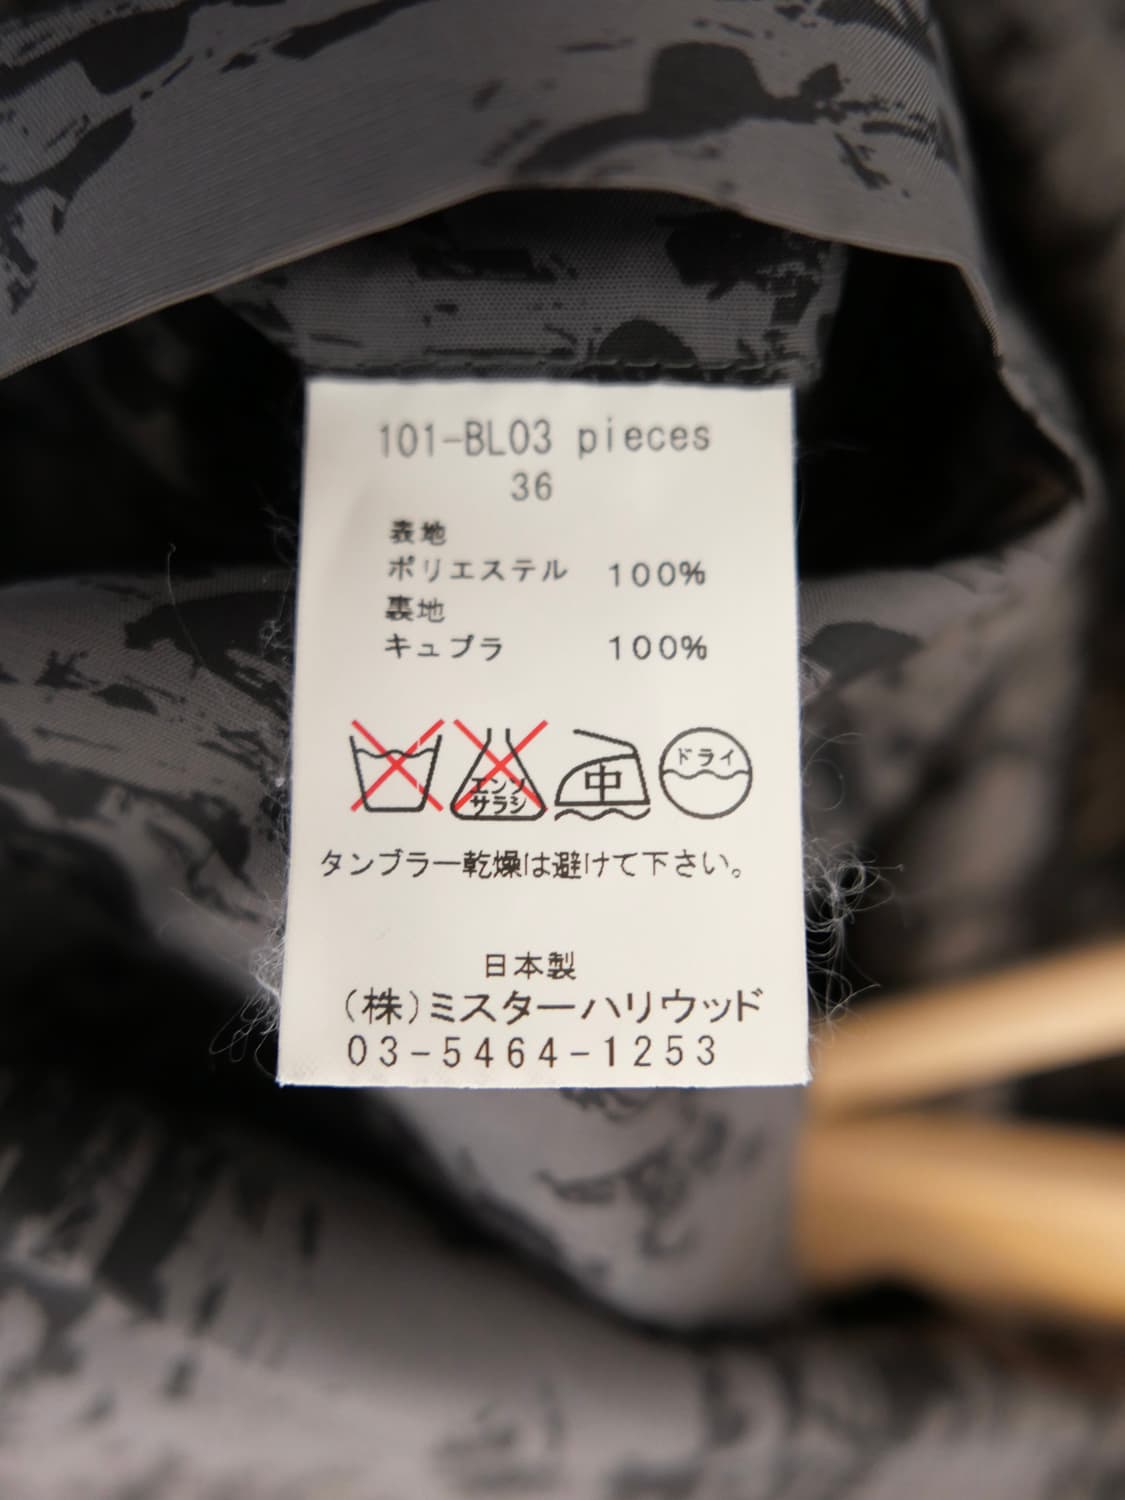 101-BL03 pieces
36
表地
ポリエステル 100%
裏地
キュプラ 100%
エンソ
サラシ
中
ドライ
タンブラー乾燥は避けて下さい。
日本製
(株)ミスターハリウッド
03-5464-1253